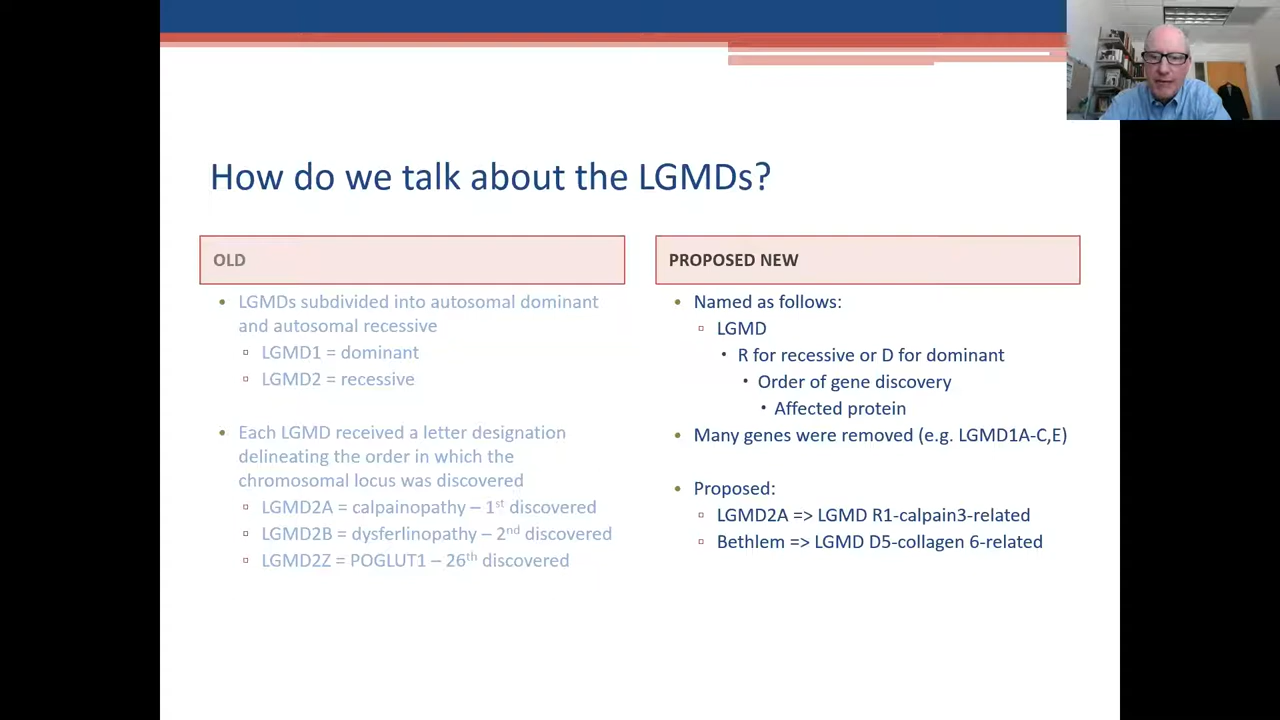 How do we talk about the LGMDs?
OLD
• LGMDs subdivided into autosomal dominant
and autosomal recessive
▫ LGMD1 = dominant
▫ LGMD2 = recessive
• Each LGMD received a letter designation
delineating the order in which the
chromosomal locus was discovered
▫ LGMD2A = calpainopathy – 1st discovered
▫ LGMD2B = dysferlinopathy – 2nd discovered
▫ LGMD2Z = POGLUT1 – 26th discovered
PROPOSED NEW
• Named as follows:
▫ LGMD
• R for recessive or D for dominant
• Order of gene discovery
• Affected protein
• Many genes were removed (e.g. LGMD1A-C,E)
• Proposed:
▫ LGMD2A => LGMD R1-calpain3-related
▫ Bethlem => LGMD D5-collagen 6-related